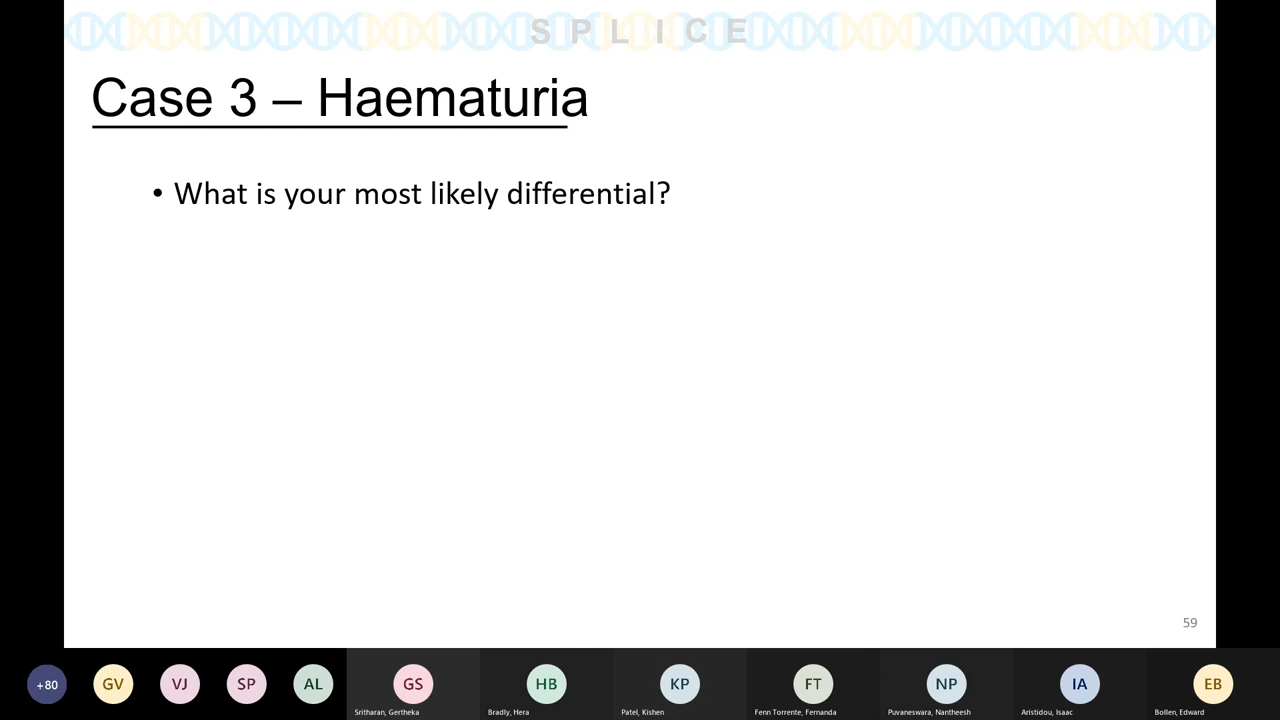 S P L I C E
Case 3 – Haematuria
• What is your most likely differential?
59
+80 GV VJ SP AL GS HB KP FT NP IA EB
Sritharan, Gertheka Bradly, Hera Patel, Kishen Fenn Torrente, Fernanda Puvaneswara, Nantheesh Aristidou, Isaac Bollen, Edward